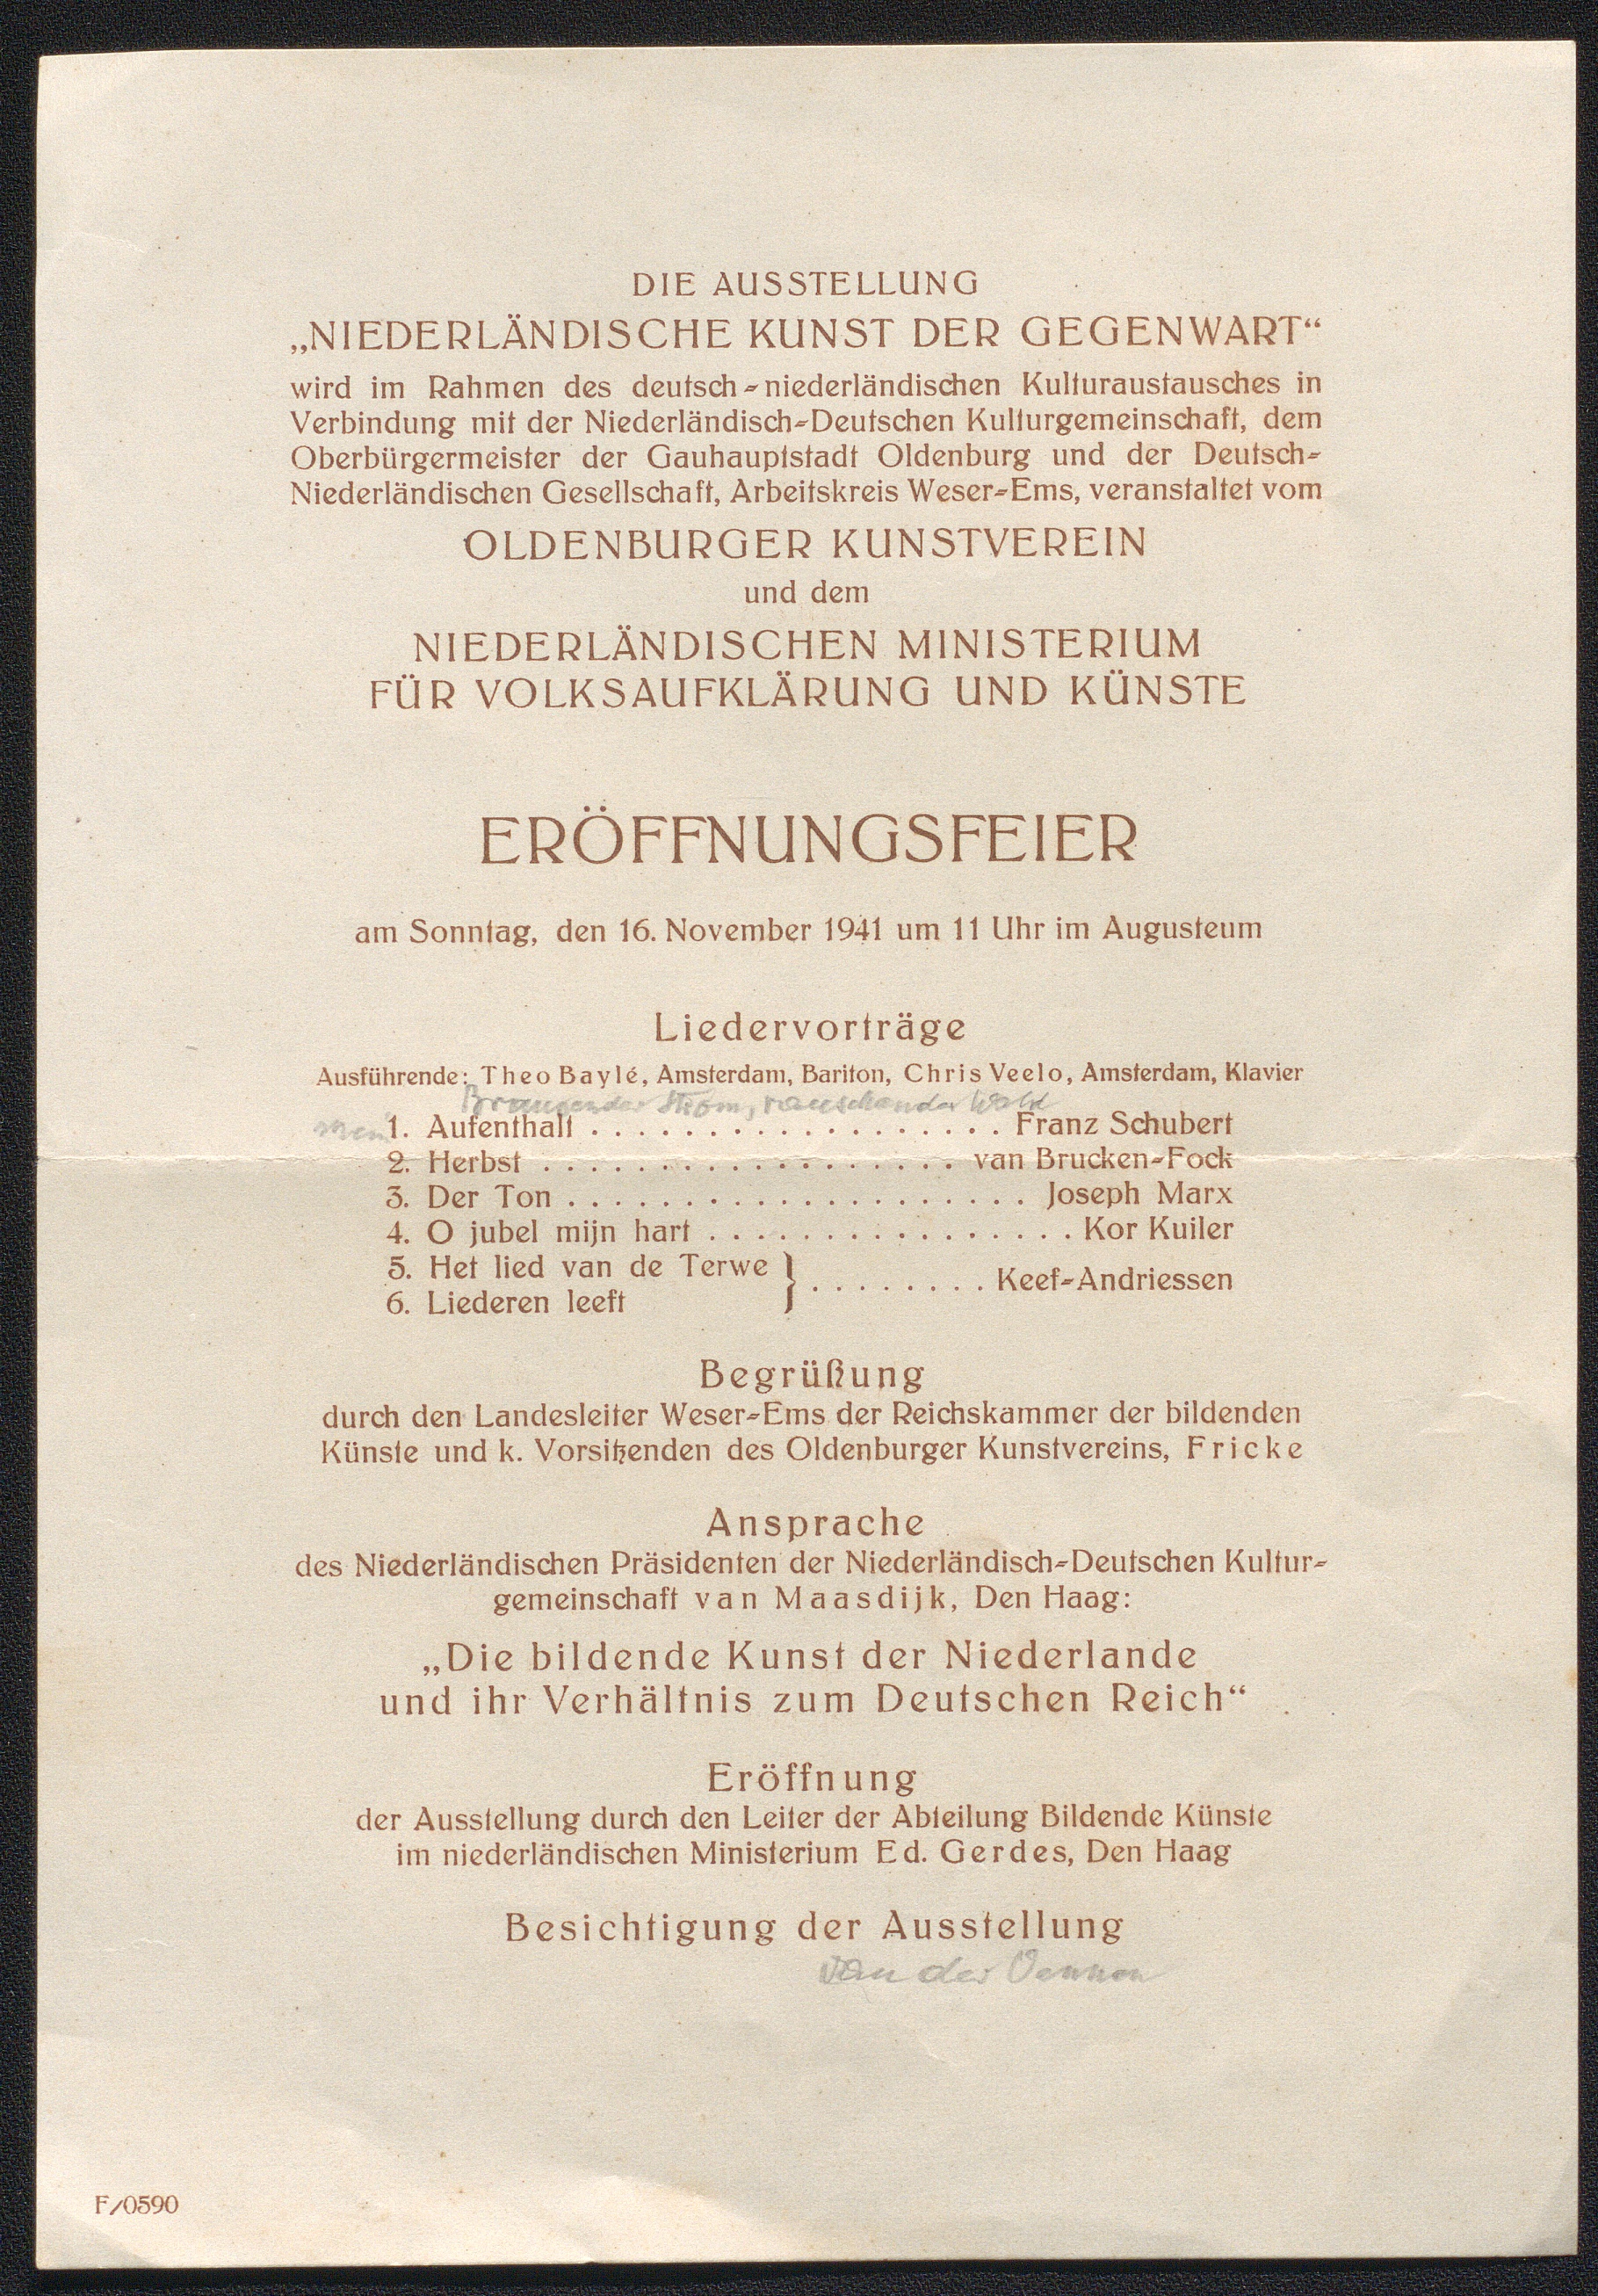 DIE AUSSTELLUNG
„NIEDERLÄNDISCHE KUNST DER GEGENWART“
wird im Rahmen des deutsch-niederländischen Kulturaustausches in
Verbindung mit der Niederländisch-Deutschen Kulturgemeinschaft, dem
Oberbürgermeister der Gauhauptstadt Oldenburg und der Deutsch-
Niederländischen Gesellschaft, Arbeitskreis Weser-Ems, veranstaltet vom
OLDENBURGER KUNSTVEREIN
und dem
NIEDERLÄNDISCHEN MINISTERIUM
FÜR VOLKSAUFKLÄRUNG UND KÜNSTE
ERÖFFNUNGSFEIER
am Sonntag, den 16. November 1941 um 11 Uhr im Augusteum
Liedervorträge
Ausführende: Theo Baylé, Amsterdam, Bariton, Chris Veelo, Amsterdam, Klavier
Brausender Strom, rauschender Wald
1. Aufenthalt . . . . . . . . . . . . . . . . . . Franz Schubert
2. Herbst . . . . . . . . . . . . . . . . . . van Brucken-Fock
3. Der Ton . . . . . . . . . . . . . . . . . . . . Joseph Marx
4. O jubel mijn hart . . . . . . . . . . . . . . . . Kor Kuiler
5. Het lied van de Terwe
6. Liederen leeft } . . . . . . . . Keef-Andriessen
Begrüßung
durch den Landesleiter Weser-Ems der Reichskammer der bildenden
Künste und k. Vorsitzenden des Oldenburger Kunstvereins, Fricke
Ansprache
des Niederländischen Präsidenten der Niederländisch-Deutschen Kultur-
gemeinschaft van Maasdijk, Den Haag:
„Die bildende Kunst der Niederlande
und ihr Verhältnis zum Deutschen Reich“
Eröffnung
der Ausstellung durch den Leiter der Abteilung Bildende Künste
im niederländischen Ministerium Ed. Gerdes, Den Haag
Besichtigung der Ausstellung
van der
F/0590